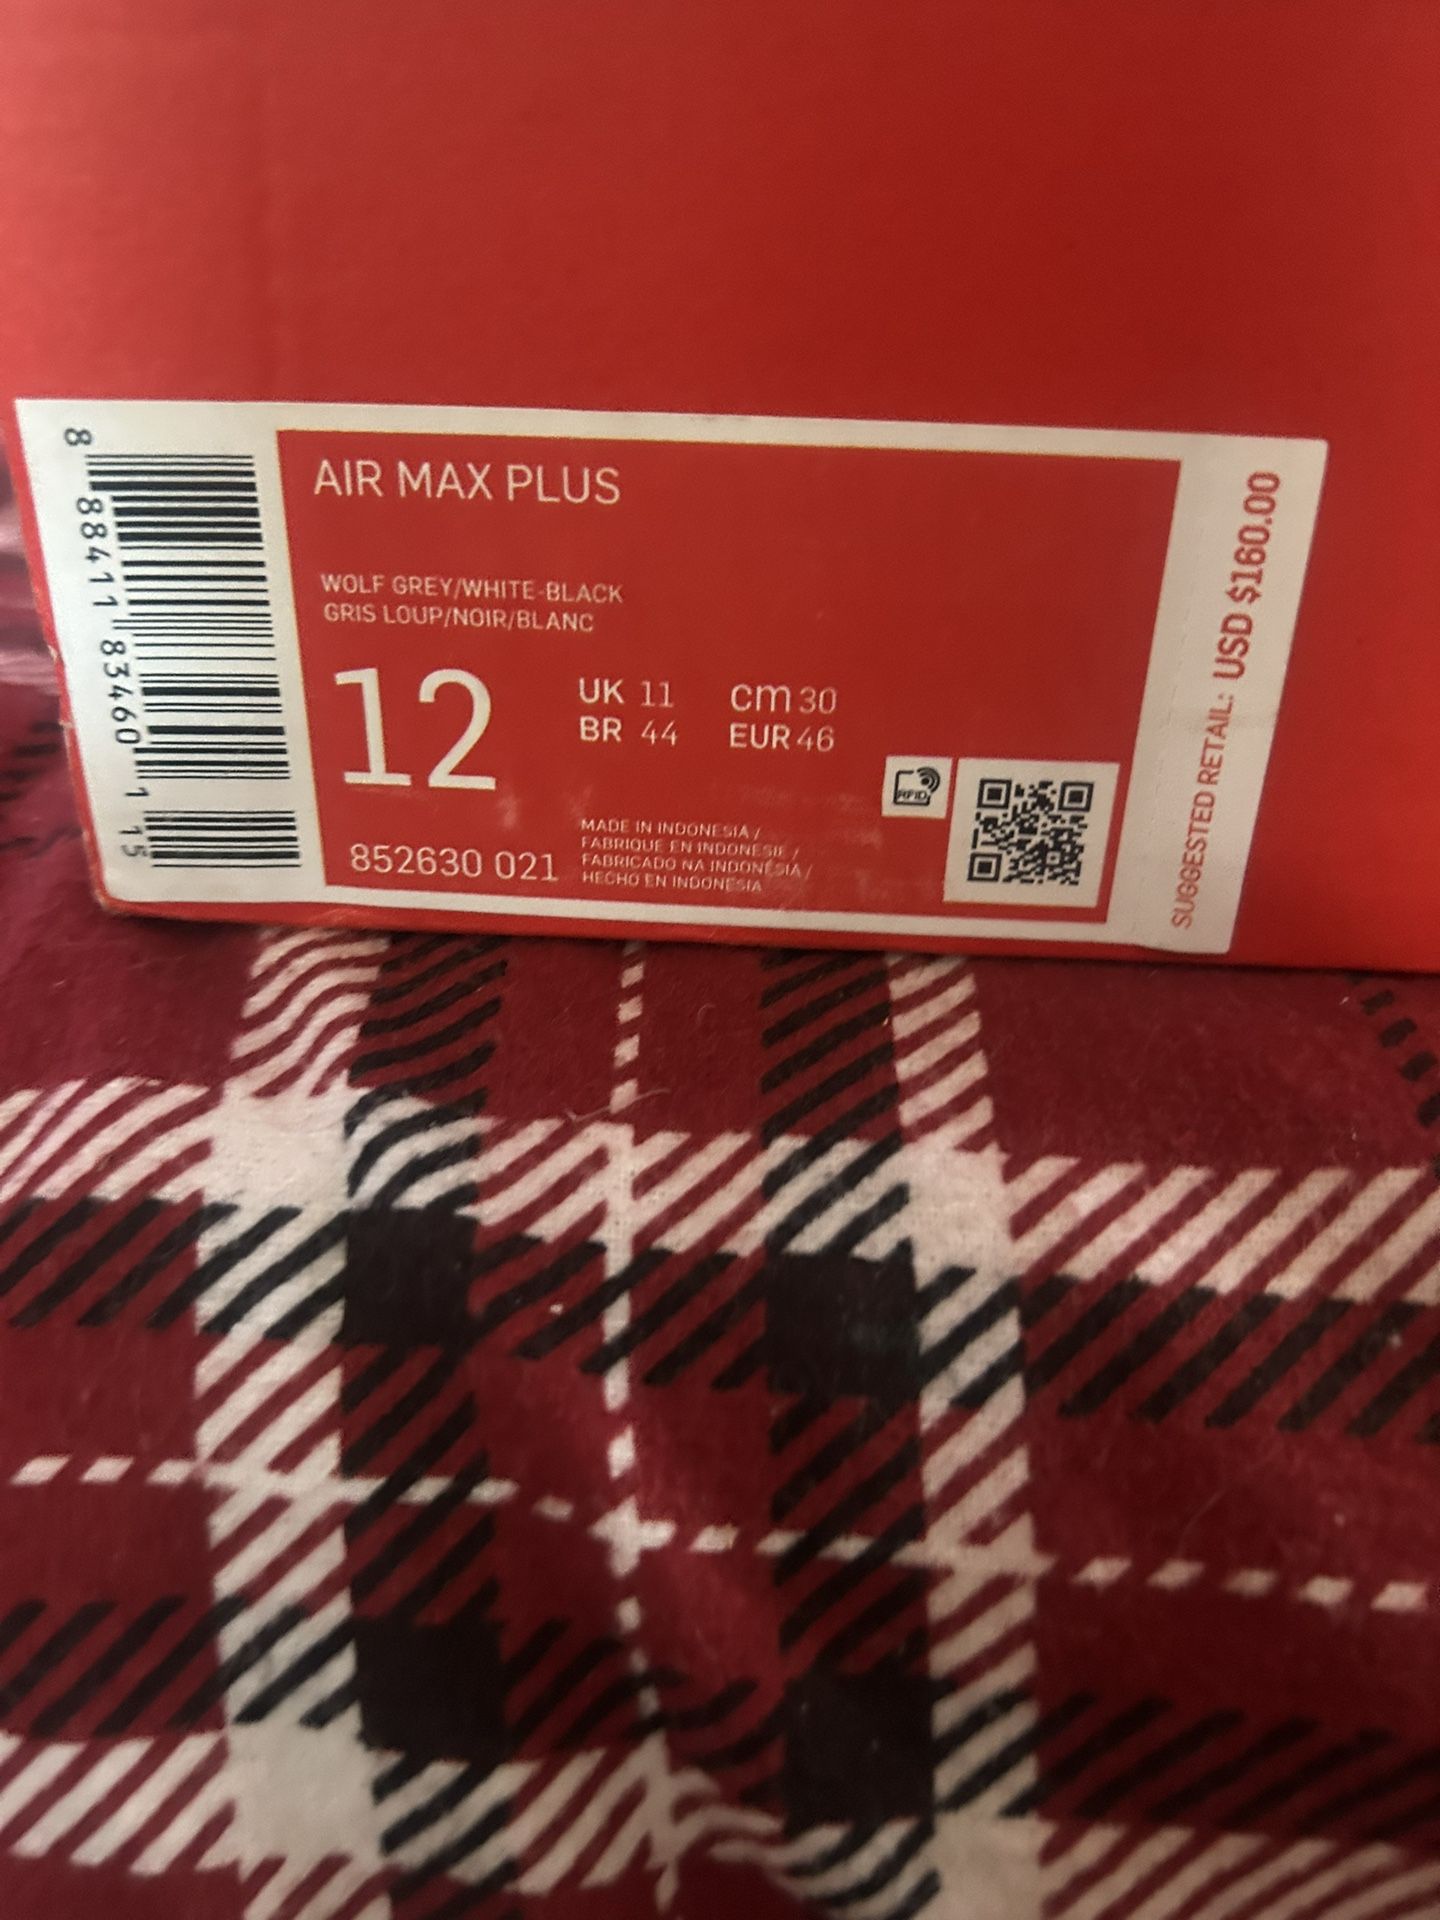 AIR MAX PLUS
WOLF GREY/WHITE-BLACK
GRIS LOUP/NOIR/BLANC
12
UK 11
cm 30
BR 44
EUR 46
852630 021
MADE IN INDONESIA /
FABRIQUE EN INDONESIE /
FABRICADO NA INDONESIA /
HECHO EN INDONESIA
RFID
8 88411 83460 1 15
SUGGESTED RETAIL: USD $160.00